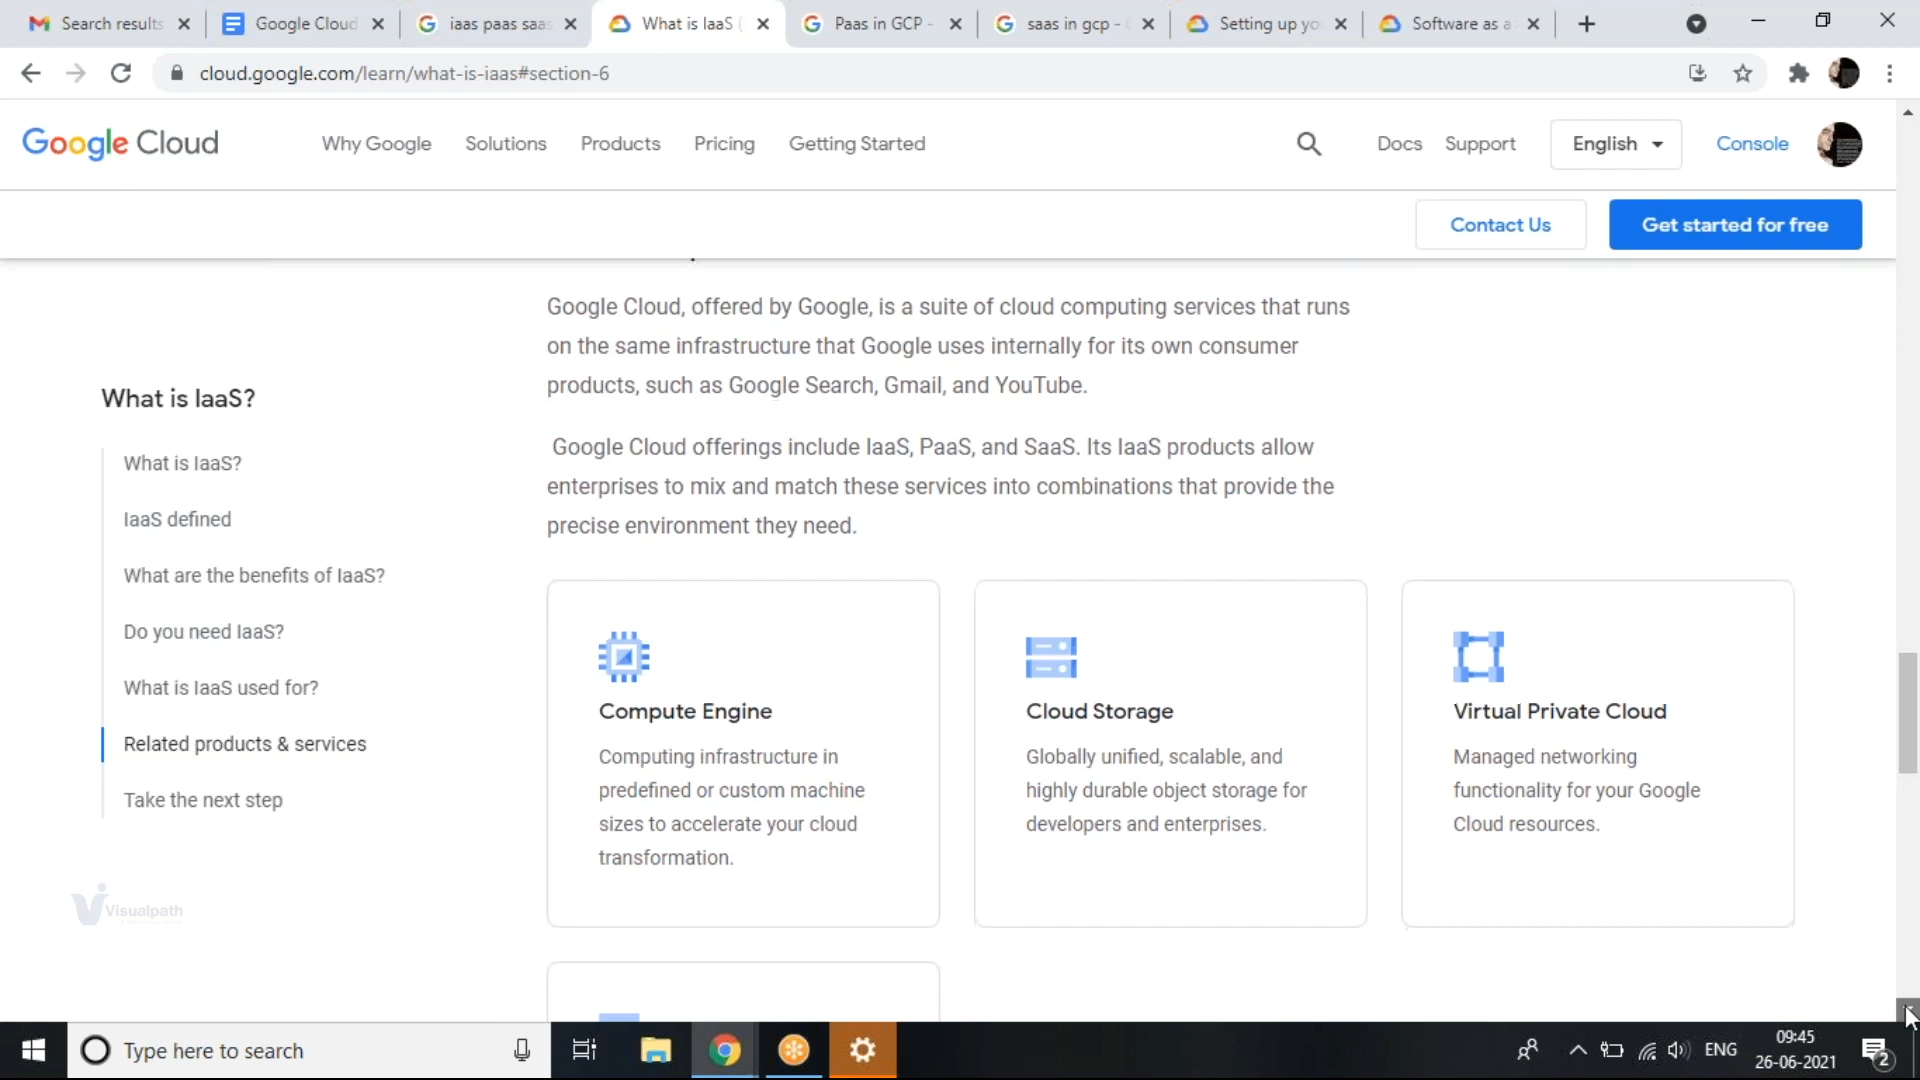 Search results
Google Cloud
iaas paas saas
What is IaaS (
Paas in GCP -
saas in gcp -
Setting up yo
Software as a
cloud.google.com/learn/what-is-iaas#section-6
Google Cloud
Why Google
Solutions
Products
Pricing
Getting Started
Docs
Support
English
Console
Contact Us
Get started for free
Google Cloud, offered by Google, is a suite of cloud computing services that runs
on the same infrastructure that Google uses internally for its own consumer
products, such as Google Search, Gmail, and YouTube.
Google Cloud offerings include IaaS, PaaS, and SaaS. Its IaaS products allow
enterprises to mix and match these services into combinations that provide the
precise environment they need.
What is IaaS?
What is IaaS?
IaaS defined
What are the benefits of IaaS?
Do you need IaaS?
What is IaaS used for?
Related products & services
Take the next step
Compute Engine
Computing infrastructure in
predefined or custom machine
sizes to accelerate your cloud
transformation.
Cloud Storage
Globally unified, scalable, and
highly durable object storage for
developers and enterprises.
Virtual Private Cloud
Managed networking
functionality for your Google
Cloud resources.
Visualpath
Type here to search
ENG
09:45
26-06-2021
2